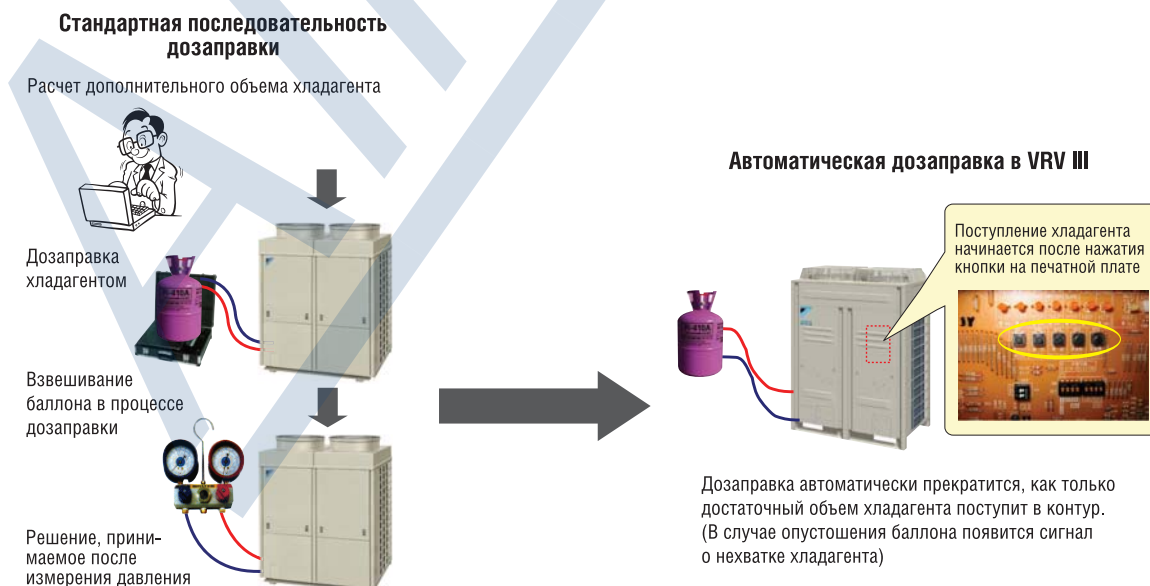 Стандартная последовательность
дозаправки
Расчет дополнительного объема хладагента
Дозаправка
хладагентом
R-410A
Взвешивание
баллона в процессе
дозаправки
Решение, прини-
маемое после
измерения давления
Автоматическая дозаправка в VRV III
Поступление хладагента
начинается после нажатия
кнопки на печатной плате
R-410A
Дозаправка автоматически прекратится, как только
достаточный объем хладагента поступит в контур.
(В случае опустошения баллона появится сигнал
о нехватке хладагента)